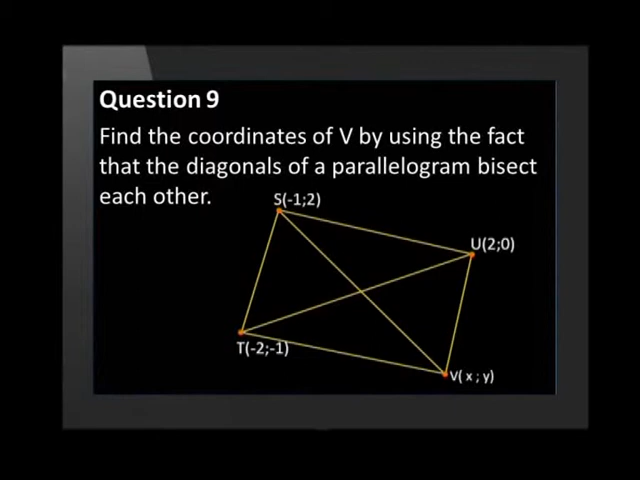 Question 9
Find the coordinates of V by using the fact
that the diagonals of a parallelogram bisect
each other.
S(-1;2)
U(2;0)
T(-2;-1)
V( x ; y)